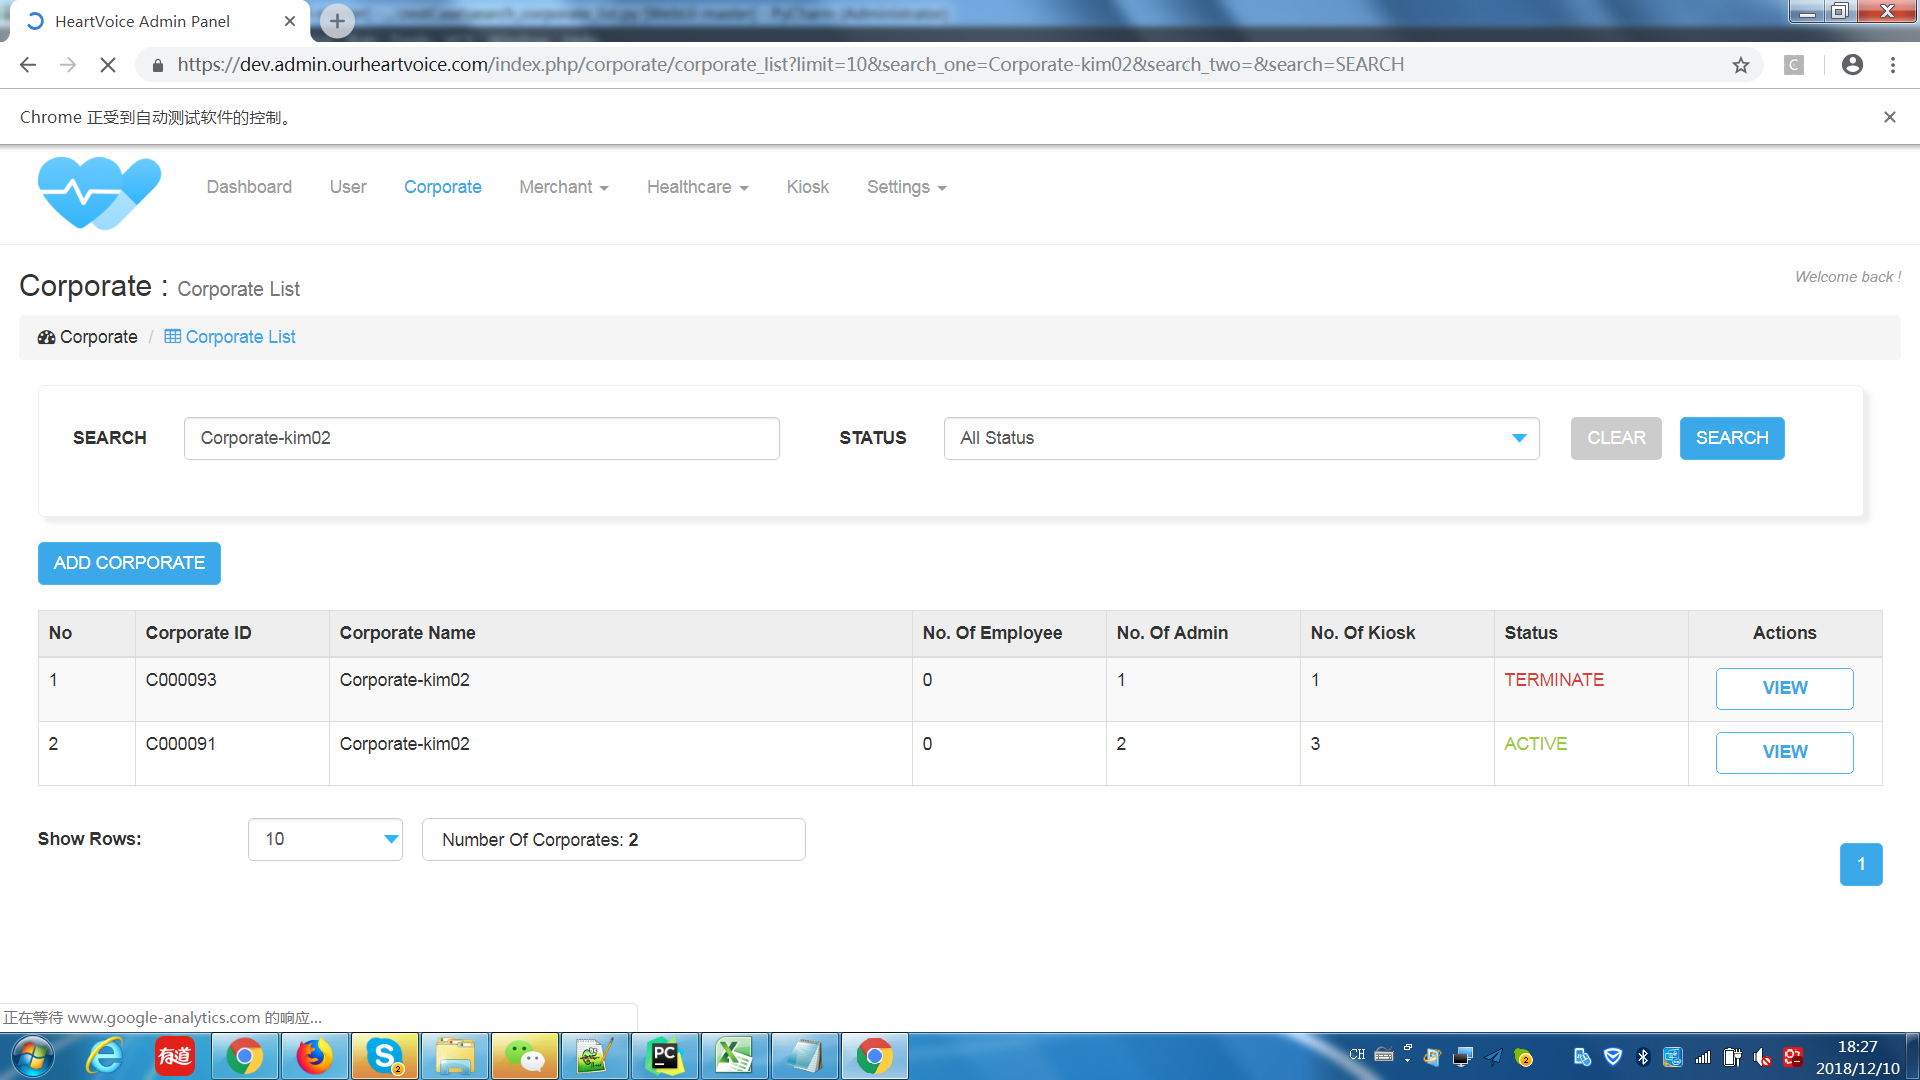 HeartVoice Admin Panel
https://dev.admin.ourheartvoice.com/index.php/corporate/corporate_list?limit=10&search_one=Corporate-kim02&search_two=&search=SEARCH
C
Chrome 正受到自动测试软件的控制。
Dashboard User Corporate Merchant Healthcare Kiosk Settings
Corporate : Corporate List
Welcome back !
Corporate / Corporate List
SEARCH Corporate-kim02 STATUS All Status CLEAR SEARCH
ADD CORPORATE
No Corporate ID Corporate Name No. Of Employee No. Of Admin No. Of Kiosk Status Actions
1 C000093 Corporate-kim02 0 1 1 TERMINATE VIEW
2 C000091 Corporate-kim02 0 2 3 ACTIVE VIEW
Show Rows: 10 Number Of Corporates: 2
1
正在等待 www.google-analytics.com 的响应...
有道 S 2 PC CH 2 18:27
2018/12/10